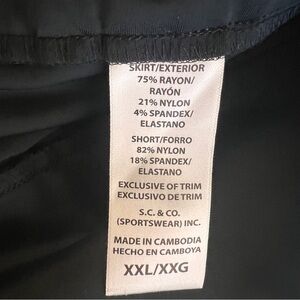 SKIRT/EXTERIOR
75% RAYON/
RAYÓN
21% NYLON
4% SPANDEX/
ELASTANO
SHORT/FORRO
82% NYLON
18% SPANDEX/
ELASTANO
EXCLUSIVE OF TRIM
EXCLUSIVO DE TRIM
S.C. & CO.
(SPORTSWEAR) INC.
MADE IN CAMBODIA
HECHO EN CAMBOYA
XXL/XXG